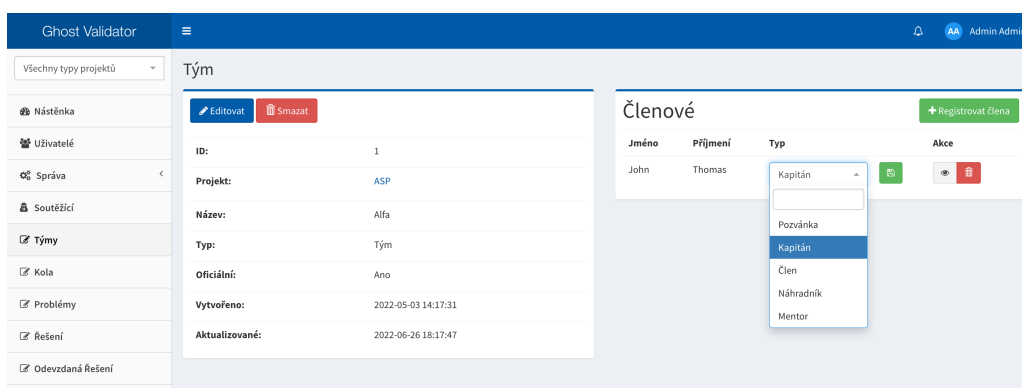 Ghost Validator
AA Admin Admi
Všechny typy projektů
Tým
Nástěnka
Uživatelé
Správa
Soutěžící
Týmy
Kola
Problémy
Řešení
Odevzdaná Řešení
Editovat Smazat
ID: 1
Projekt: ASP
Název: Alfa
Typ: Tým
Oficiální: Ano
Vytvořeno: 2022-05-03 14:17:31
Aktualizované: 2022-06-26 18:17:47
Členové
Registrovat člena
Jméno Příjmení Typ Akce
John Thomas Kapitán
Pozvánka
Kapitán
Člen
Náhradník
Mentor